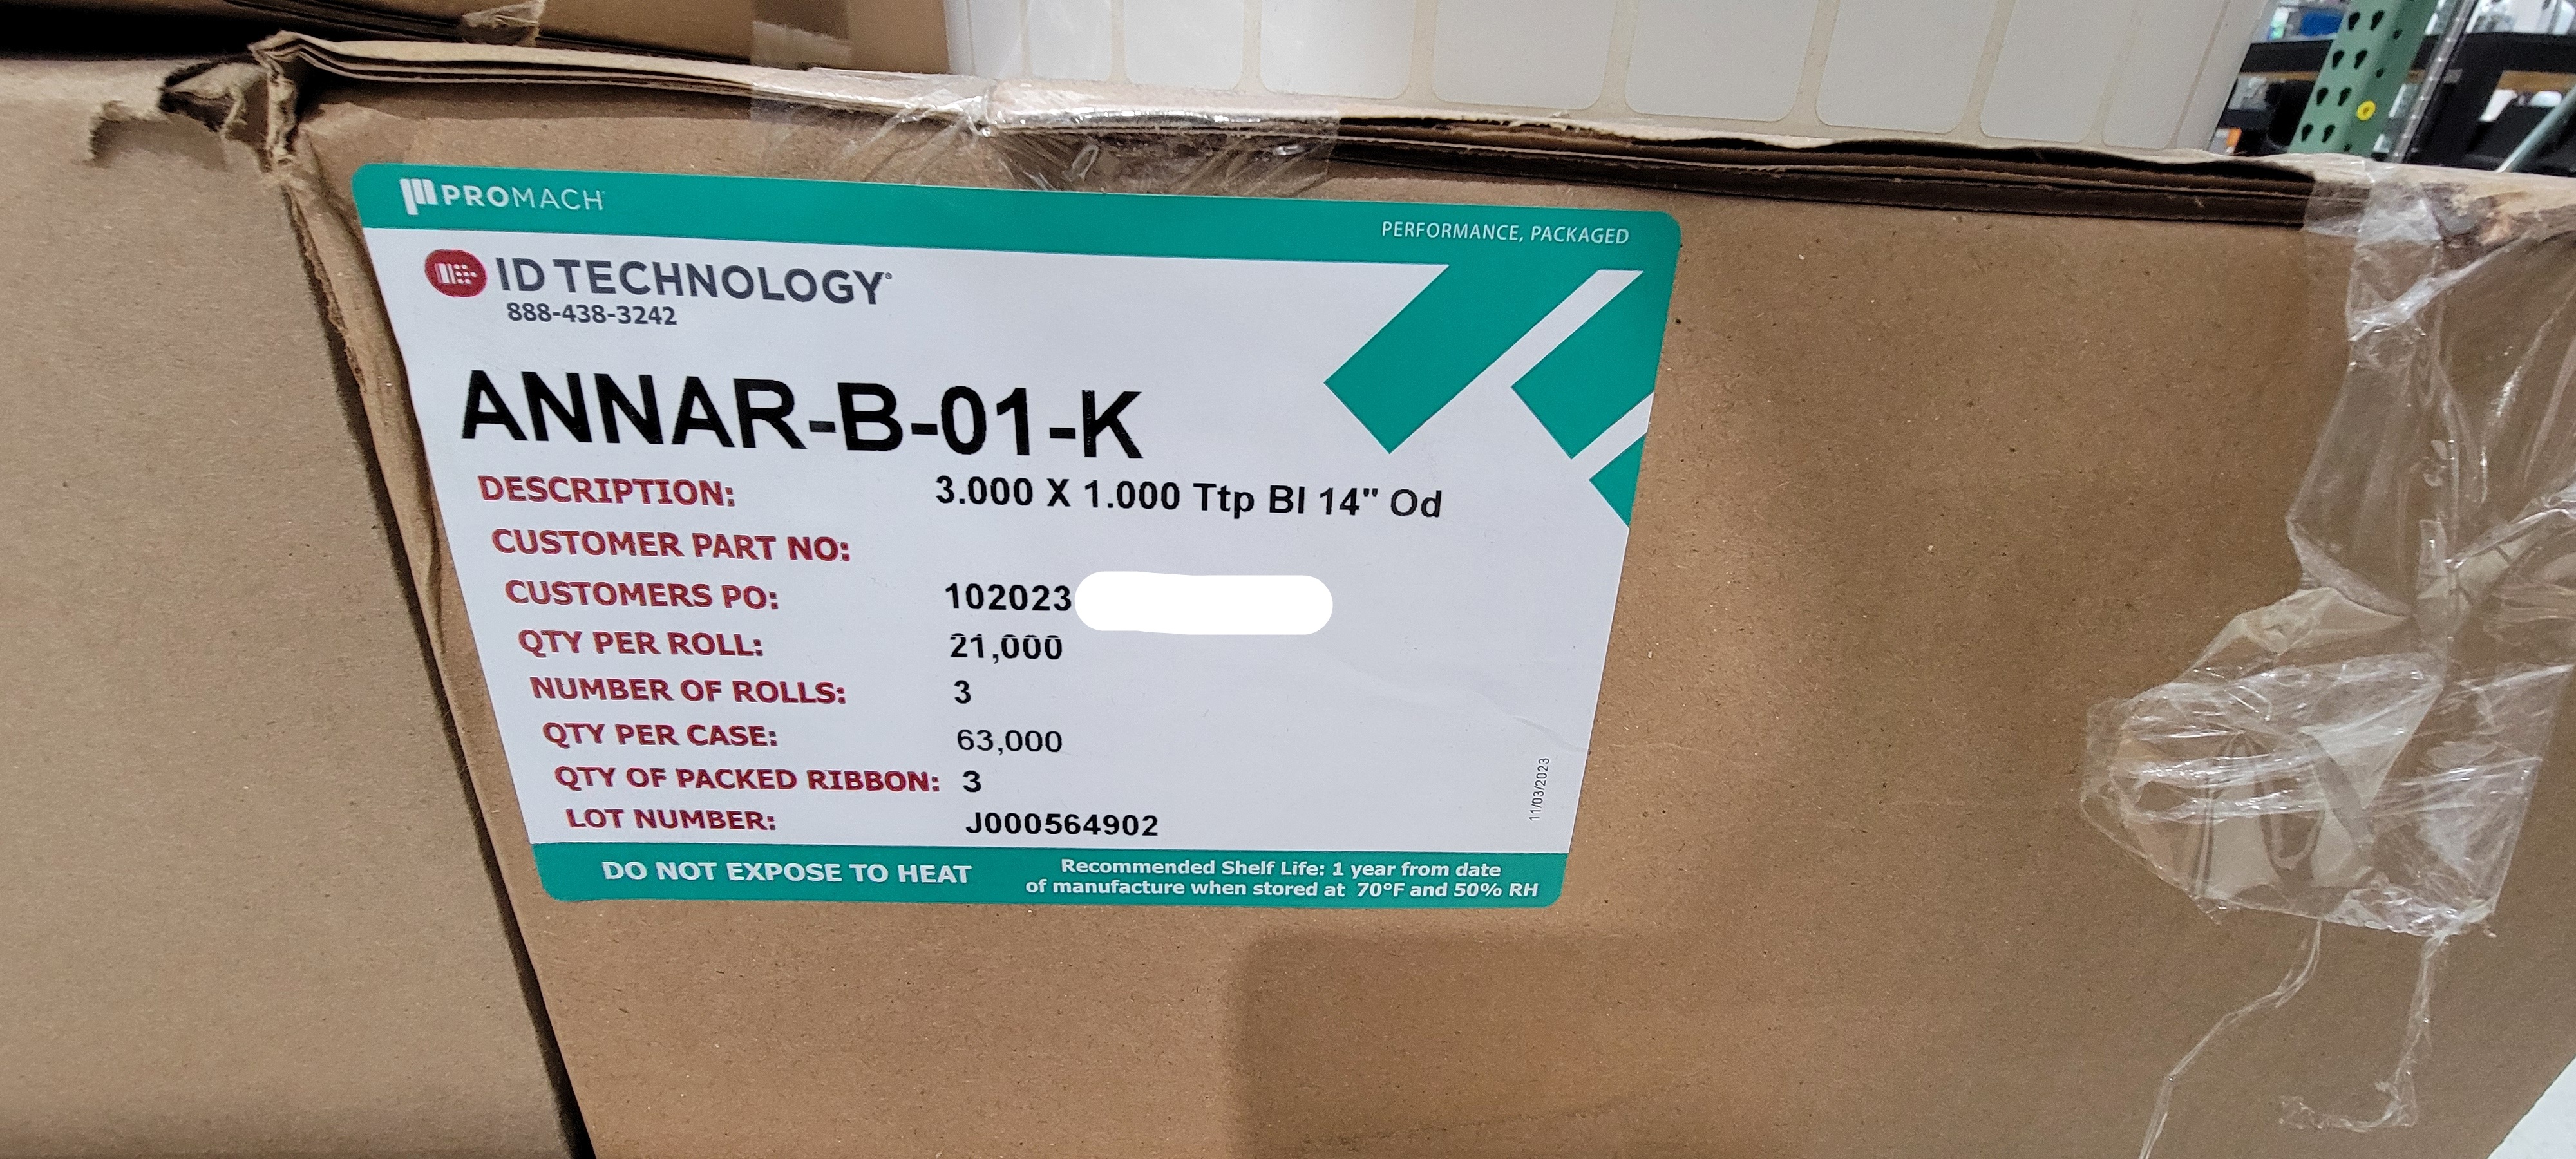 PROMACH
PERFORMANCE, PACKAGED
ID TECHNOLOGY®
888-438-3242
ANNAR-B-01-K
DESCRIPTION: 3.000 X 1.000 Ttp Bl 14" Od
CUSTOMER PART NO:
CUSTOMERS PO: 102023
QTY PER ROLL: 21,000
NUMBER OF ROLLS: 3
QTY PER CASE: 63,000
QTY OF PACKED RIBBON: 3
LOT NUMBER: J000564902
11/03/2023
DO NOT EXPOSE TO HEAT
Recommended Shelf Life: 1 year from date
of manufacture when stored at 70°F and 50% RH